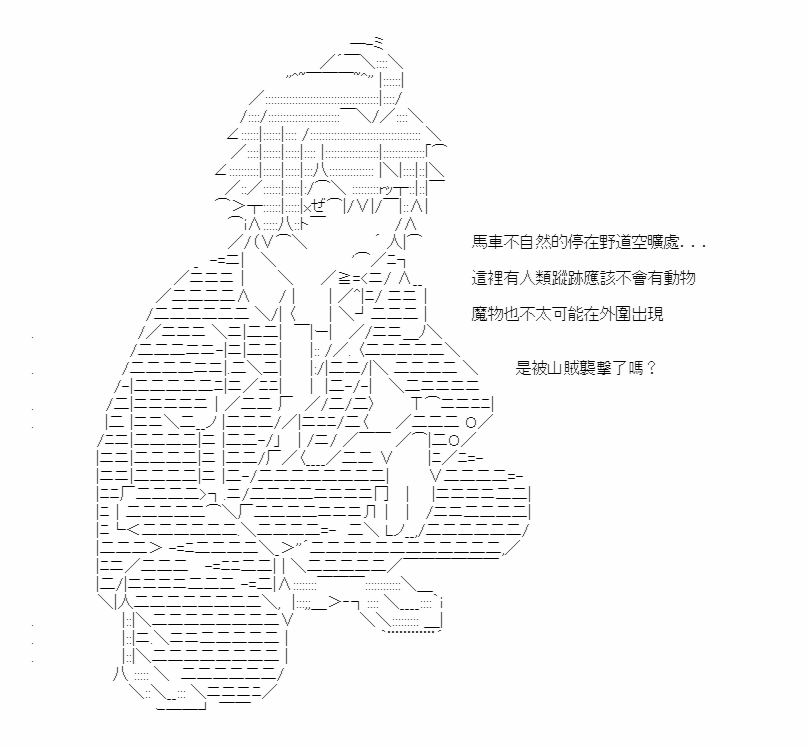 馬車不自然的停在野道空曠處...
這裡有人類蹤跡應該不會有動物
魔物也不太可能在外圍出現
是被山賊襲擊了嗎?